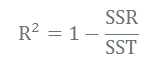 R² = 1 − SSR/SST